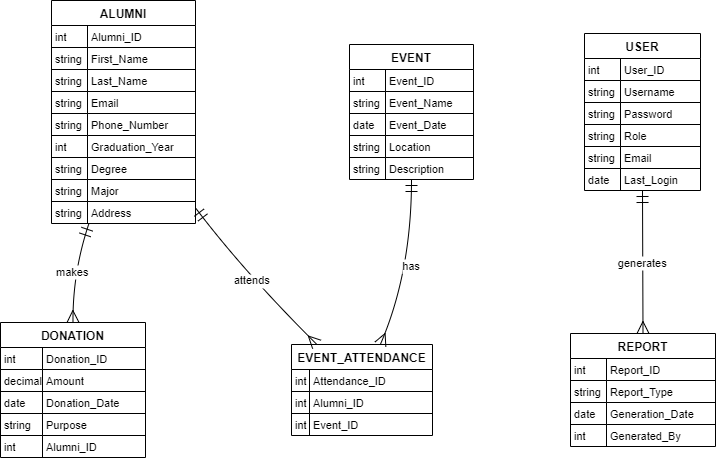 ALUMNI
int Alumni_ID
string First_Name
string Last_Name
string Email
string Phone_Number
int Graduation_Year
string Degree
string Major
string Address
EVENT
int Event_ID
string Event_Name
date Event_Date
string Location
string Description
USER
int User_ID
string Username
string Password
string Role
string Email
date Last_Login
makes
attends
has
generates
DONATION
int Donation_ID
decimal Amount
date Donation_Date
string Purpose
int Alumni_ID
EVENT_ATTENDANCE
int Attendance_ID
int Alumni_ID
int Event_ID
REPORT
int Report_ID
string Report_Type
date Generation_Date
int Generated_By